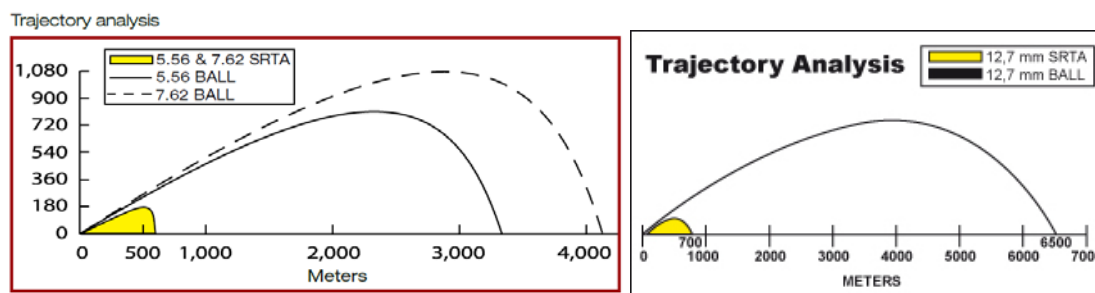 Trajectory analysis
5.56 & 7.62 SRTA
5.56 BALL
7.62 BALL
1,080
900
720
540
360
180
0
0 500 1,000 2,000 3,000 4,000
Meters
Trajectory Analysis
12,7 mm SRTA
12,7 mm BALL
700 6500
0 1000 2000 3000 4000 5000 6000 700
METERS